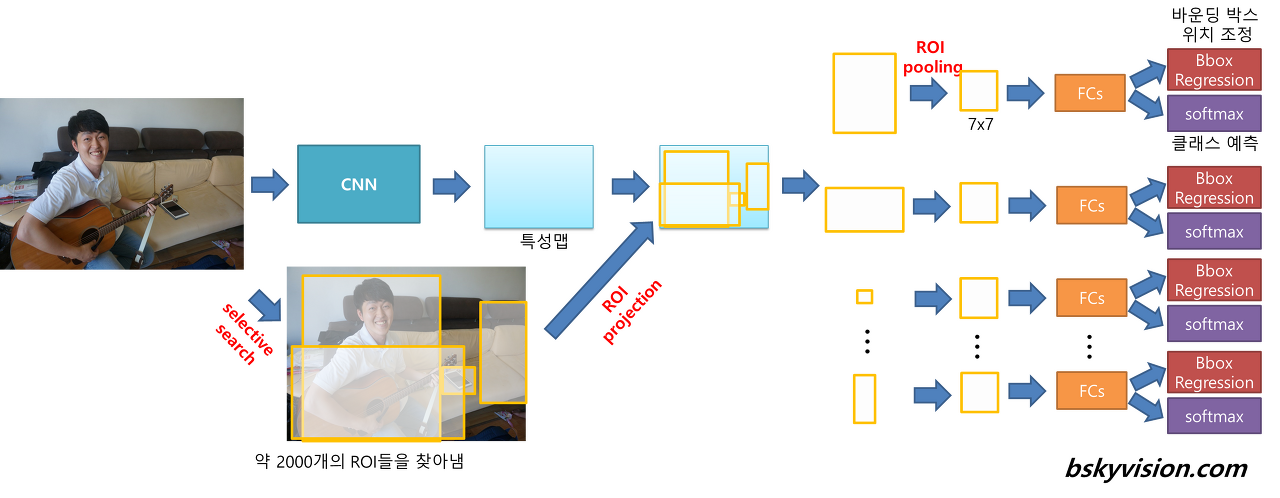 바운딩 박스
위치 조정
ROI
pooling
Bbox
Regression
FCs
softmax
7x7
클래스 예측
CNN
Bbox
Regression
FCs
softmax
특성맵
selective
search
ROI
projection
Bbox
Regression
FCs
softmax
Bbox
Regression
FCs
softmax
약 2000개의 ROI들을 찾아냄
bskyvision.com